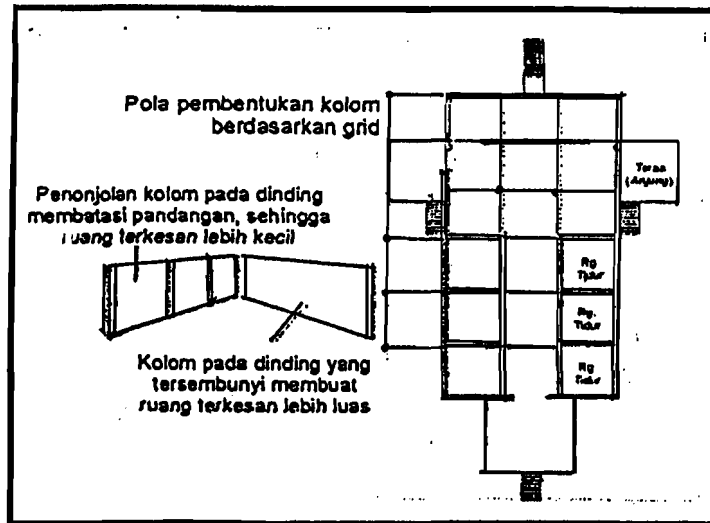 Pola pembentukan kolom
berdasarkan grid
Teras
(Anjung)
Penonjolan kolom pada dinding
membatasi pandangan, sehingga
ruang terkesan lebih kecil
Rg
Tidur
Rg.
Tidur
Rg
Tidur
Kolom pada dinding yang
tersembunyi membuat
ruang terkesan lebih luas